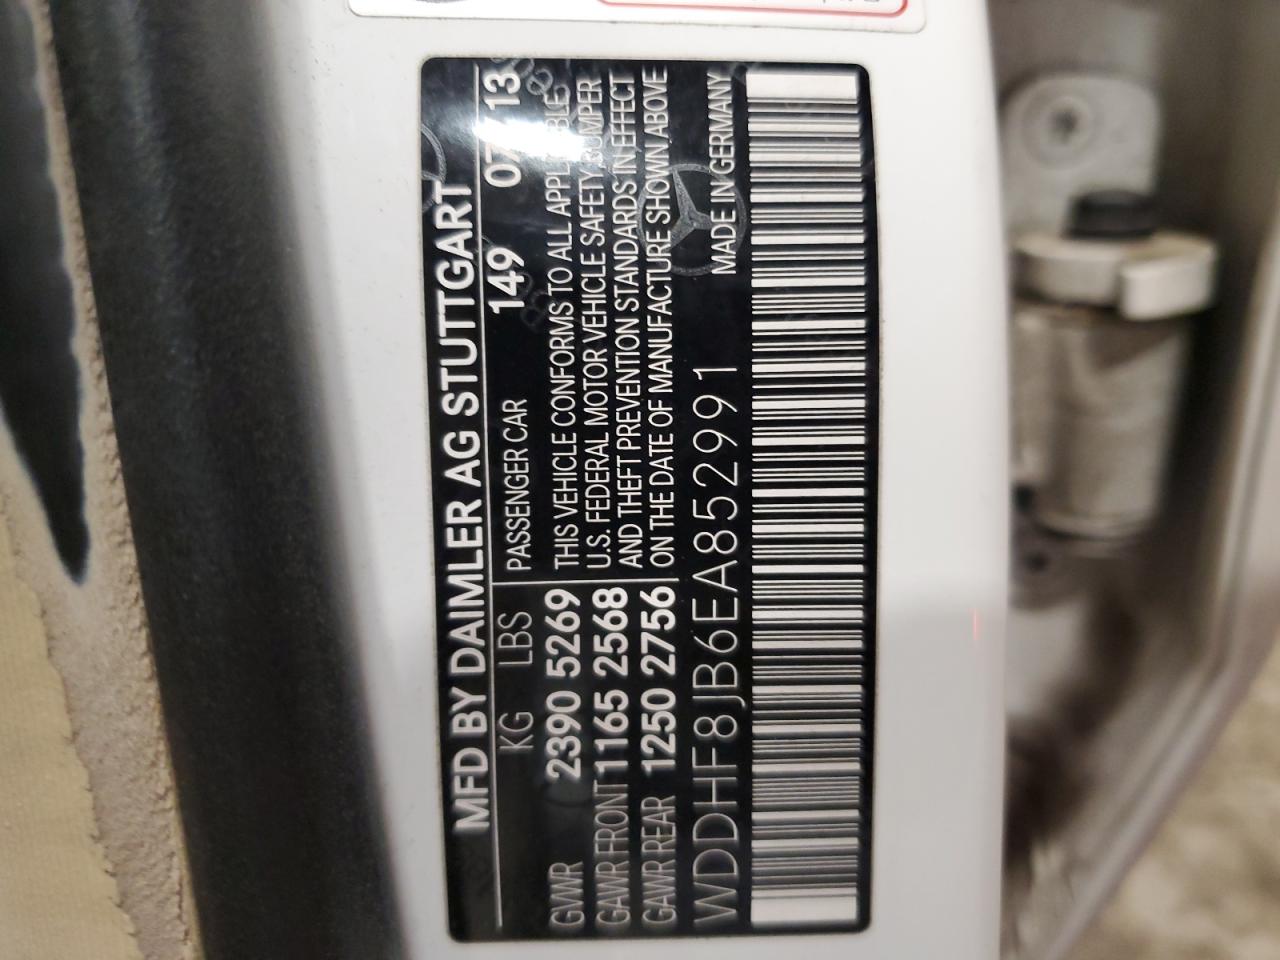 MFD BY DAIMLER AG STUTTGART
KG LBS PASSENGER CAR 149 07/13
GVWR 2390 5269 THIS VEHICLE CONFORMS TO ALL APPLICABLE
GAWR FRONT 1165 2568 U.S. FEDERAL MOTOR VEHICLE SAFETY, BUMPER
GAWR REAR 1250 2756 AND THEFT PREVENTION STANDARDS IN EFFECT
ON THE DATE OF MANUFACTURE SHOWN ABOVE
WDDHF8JB6EA852991 MADE IN GERMANY